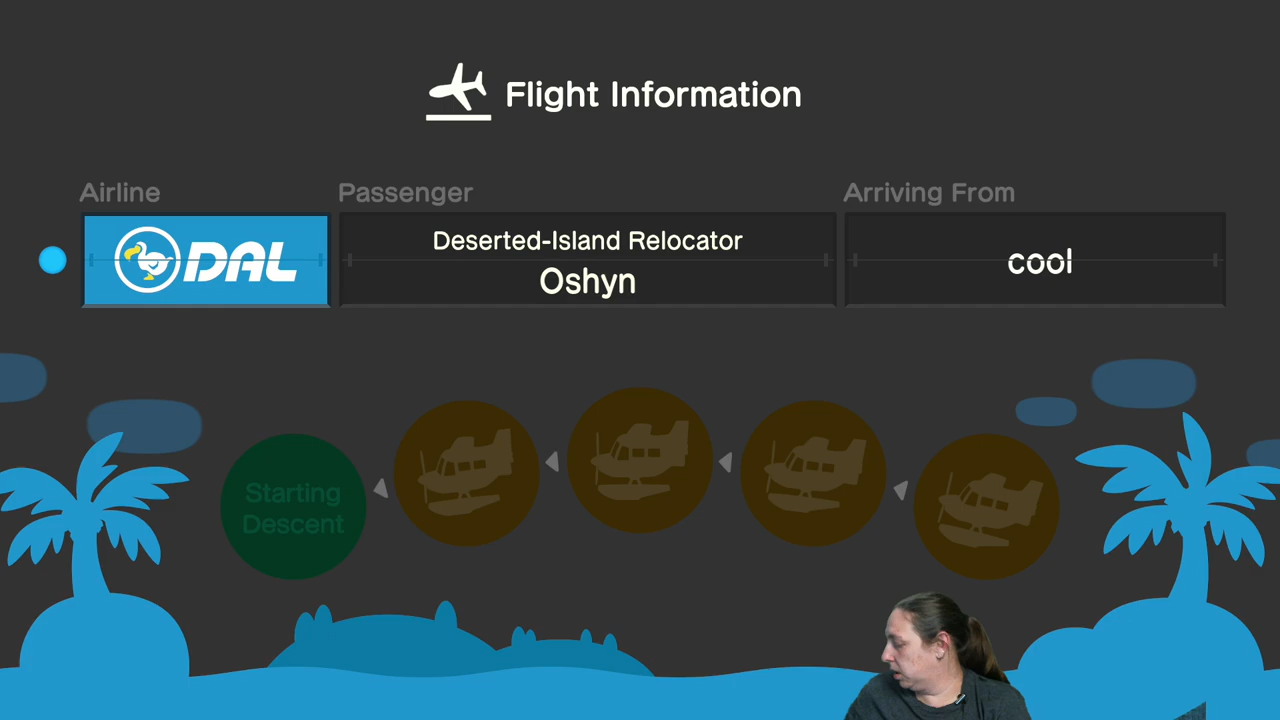 Flight Information
Airline
Passenger
Arriving From
DAL
Deserted-Island Relocator
Oshyn
cool
Starting
Descent